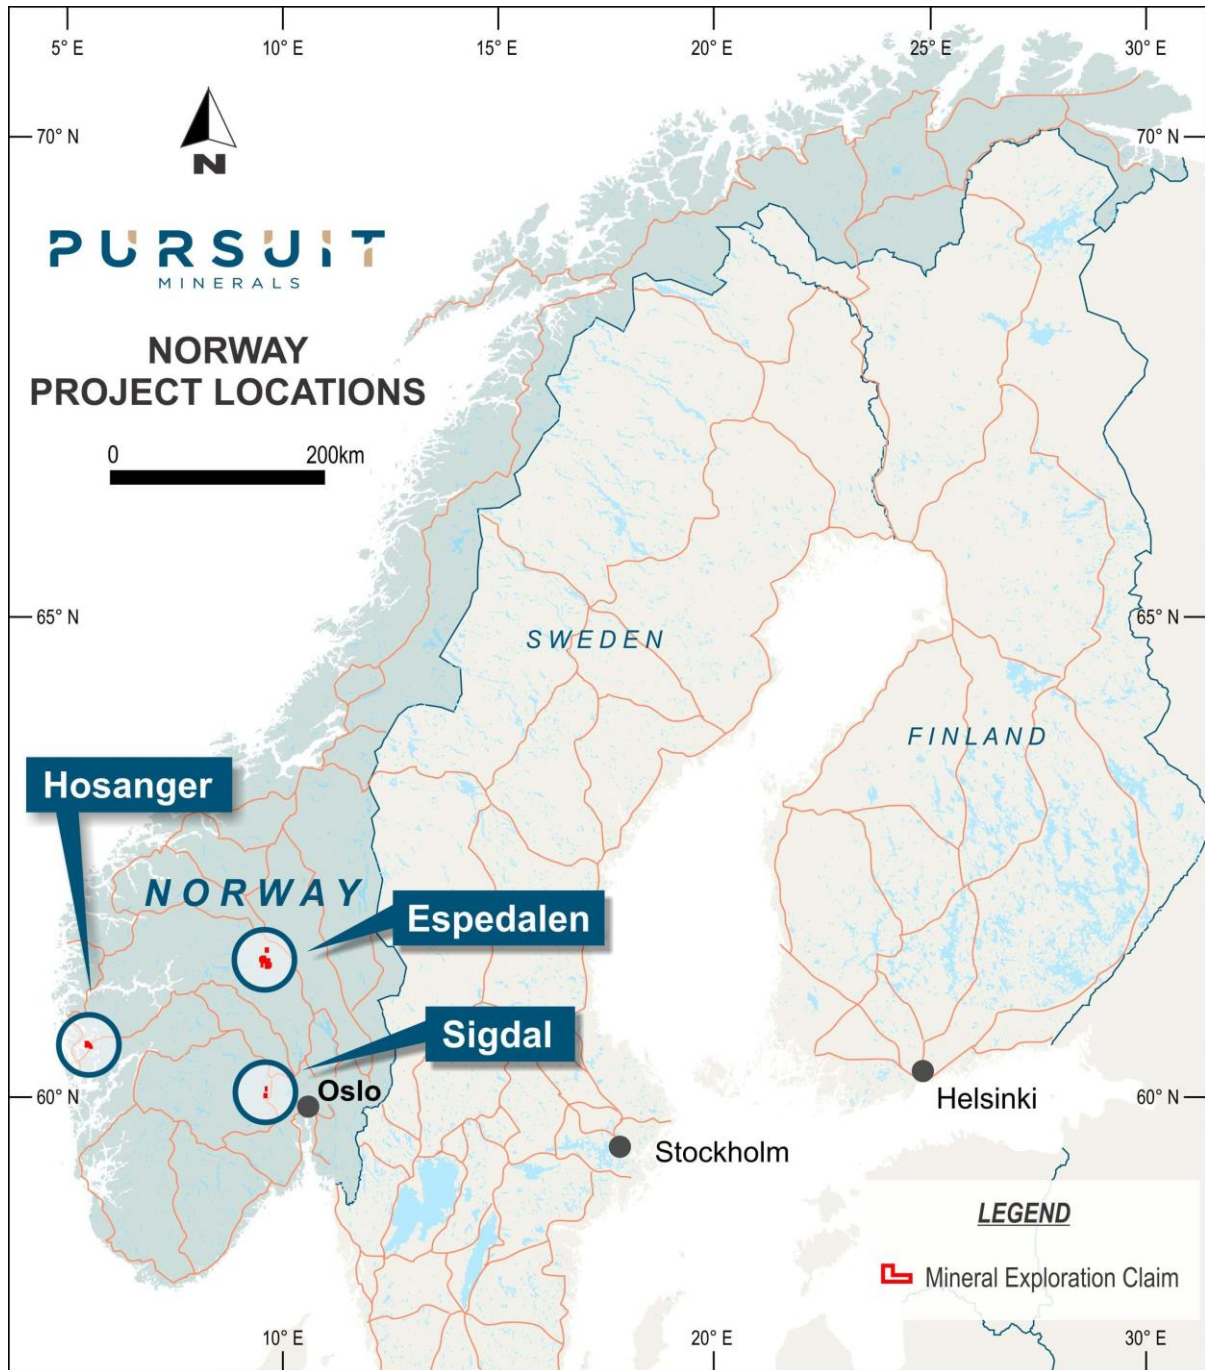 5° E
10° E
15° E
20° E
25° E
30° E
70° N
70° N
N
PURSUIT
MINERALS
NORWAY
PROJECT LOCATIONS
0
200km
65° N
65° N
SWEDEN
FINLAND
Hosanger
NORWAY
Espedalen
Sigdal
Oslo
60° N
60° N
Helsinki
Stockholm
LEGEND
Mineral Exploration Claim
10° E
20° E
30° E